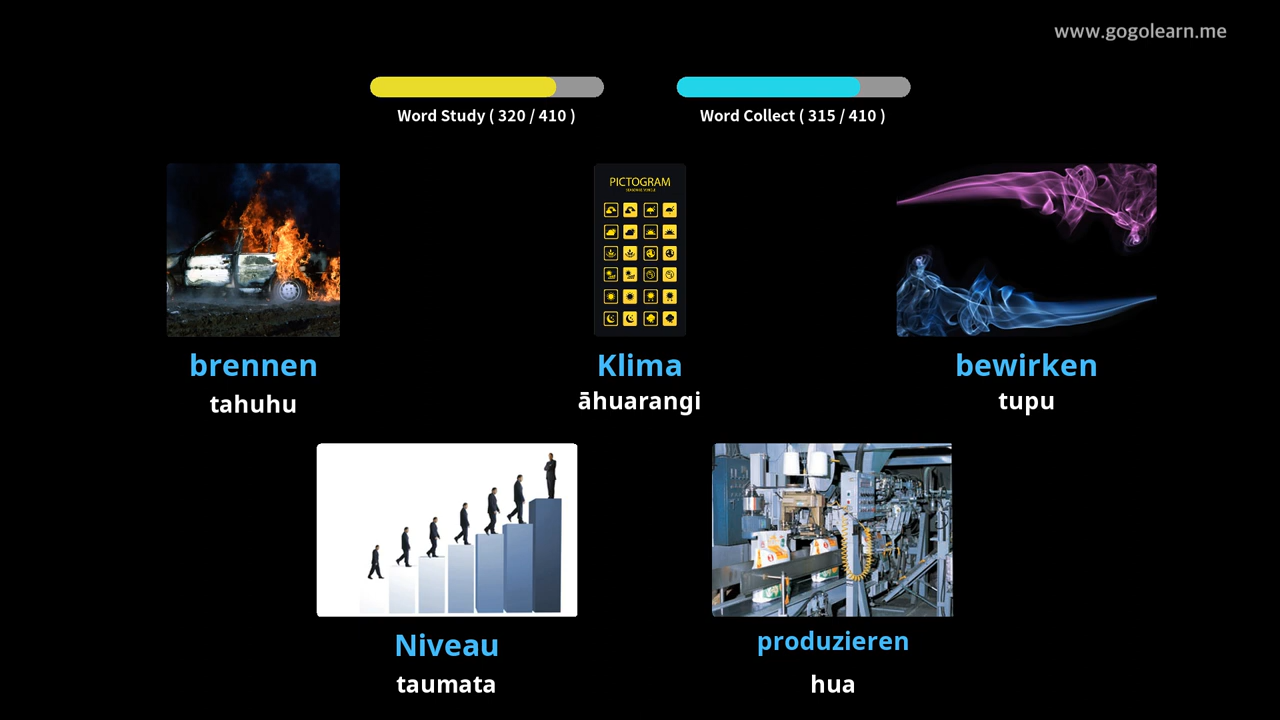 www.gogolearn.me
Word Study ( 320 / 410 )
Word Collect ( 315 / 410 )
PICTOGRAM
brennen
tahuhu
Klima
āhuarangi
bewirken
tupu
Niveau
taumata
produzieren
hua